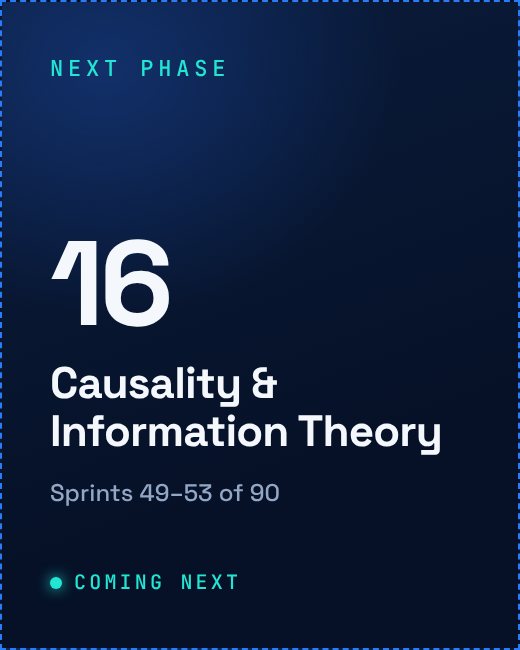 NEXT PHASE
16
Causality &
Information Theory
Sprints 49–53 of 90
COMING NEXT